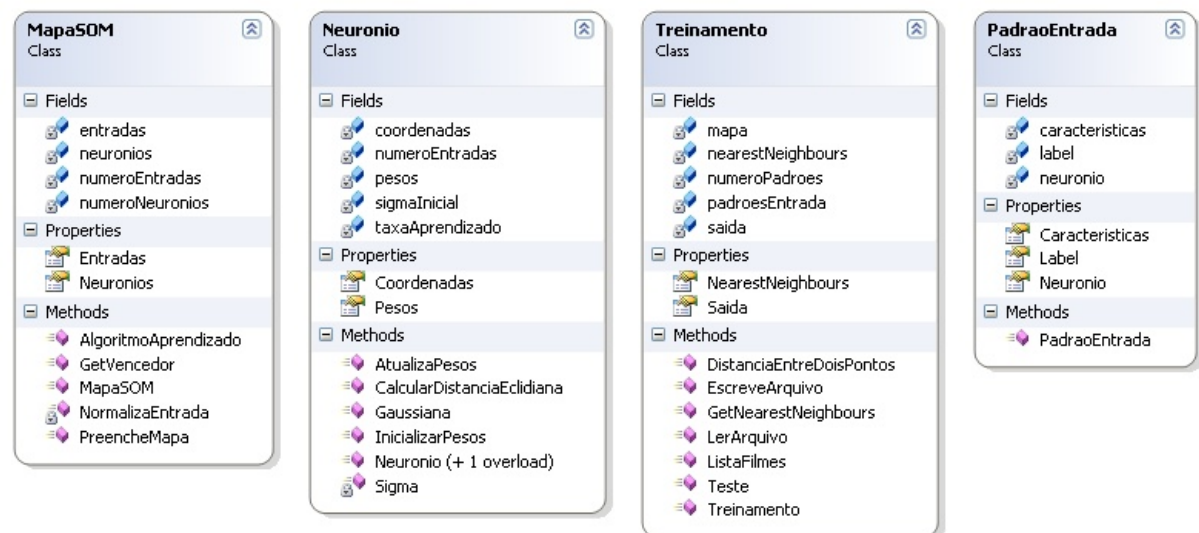 MapaSOM
Class
Fields
entradas
neuronios
numeroEntradas
numeroNeuronios
Properties
Entradas
Neuronios
Methods
AlgoritmoAprendizado
GetVencedor
MapaSOM
NormalizaEntrada
PreencheMapa
Neuronio
Class
Fields
coordenadas
numeroEntradas
pesos
sigmaInicial
taxaAprendizado
Properties
Coordenadas
Pesos
Methods
AtualizaPesos
CalcularDistanciaEclidiana
Gaussiana
InicializarPesos
Neuronio (+ 1 overload)
Sigma
Treinamento
Class
Fields
mapa
nearestNeighbours
numeroPadroes
padroesEntrada
saida
Properties
NearestNeighbours
Saida
Methods
DistanciaEntreDoisPontos
EscreveArquivo
GetNearestNeighbours
LerArquivo
ListaFilmes
Teste
Treinamento
PadraoEntrada
Class
Fields
caracteristicas
label
neuronio
Properties
Caracteristicas
Label
Neuronio
Methods
PadraoEntrada